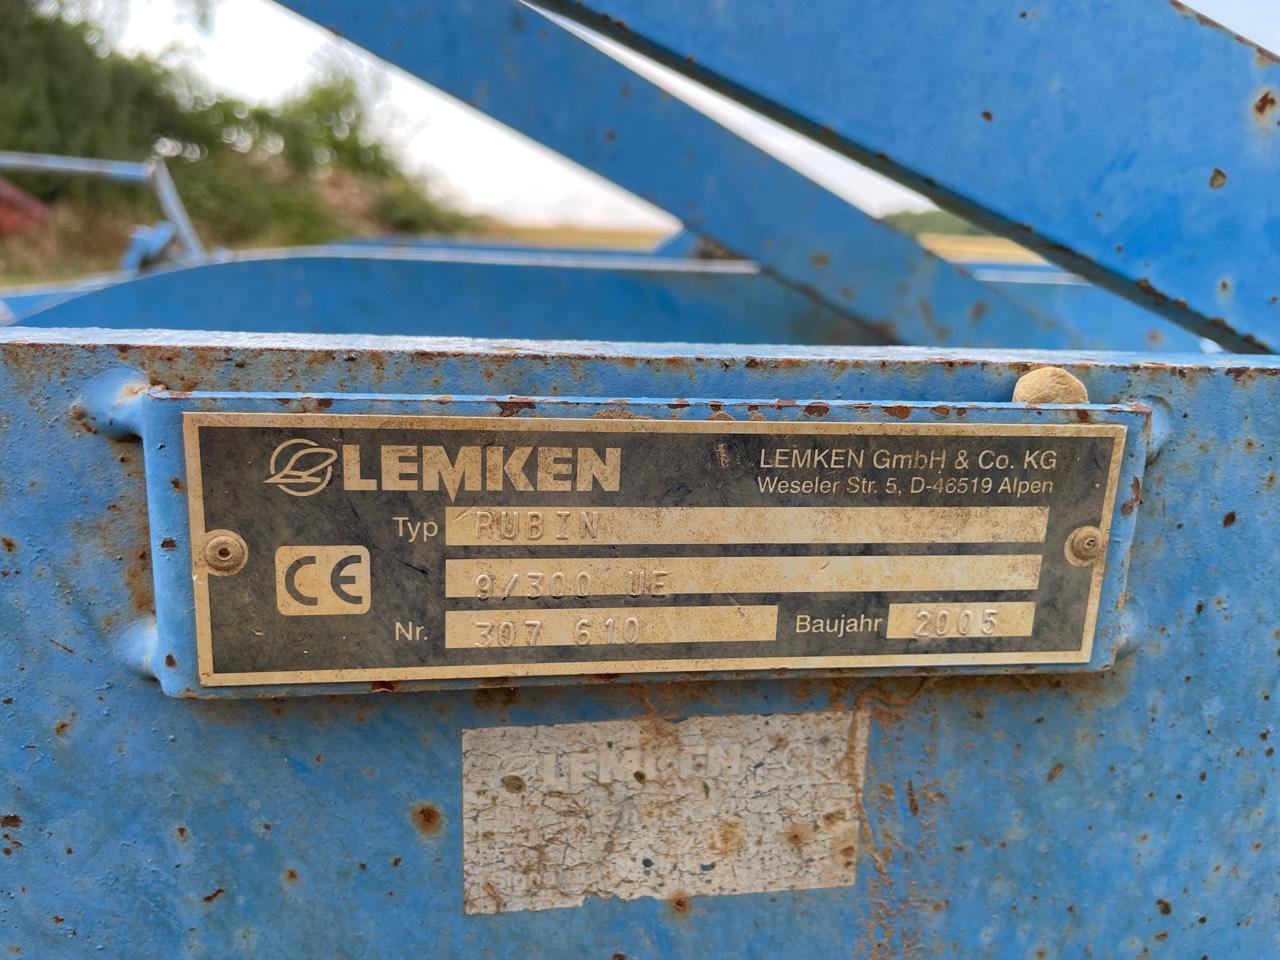 LEMKEN
LEMKEN GmbH & Co. KG
Weseler Str. 5, D-46519 Alpen
Typ RUBIN
9/300 UE
CE
Nr. 307 610 Baujahr 2005
LEMKEN